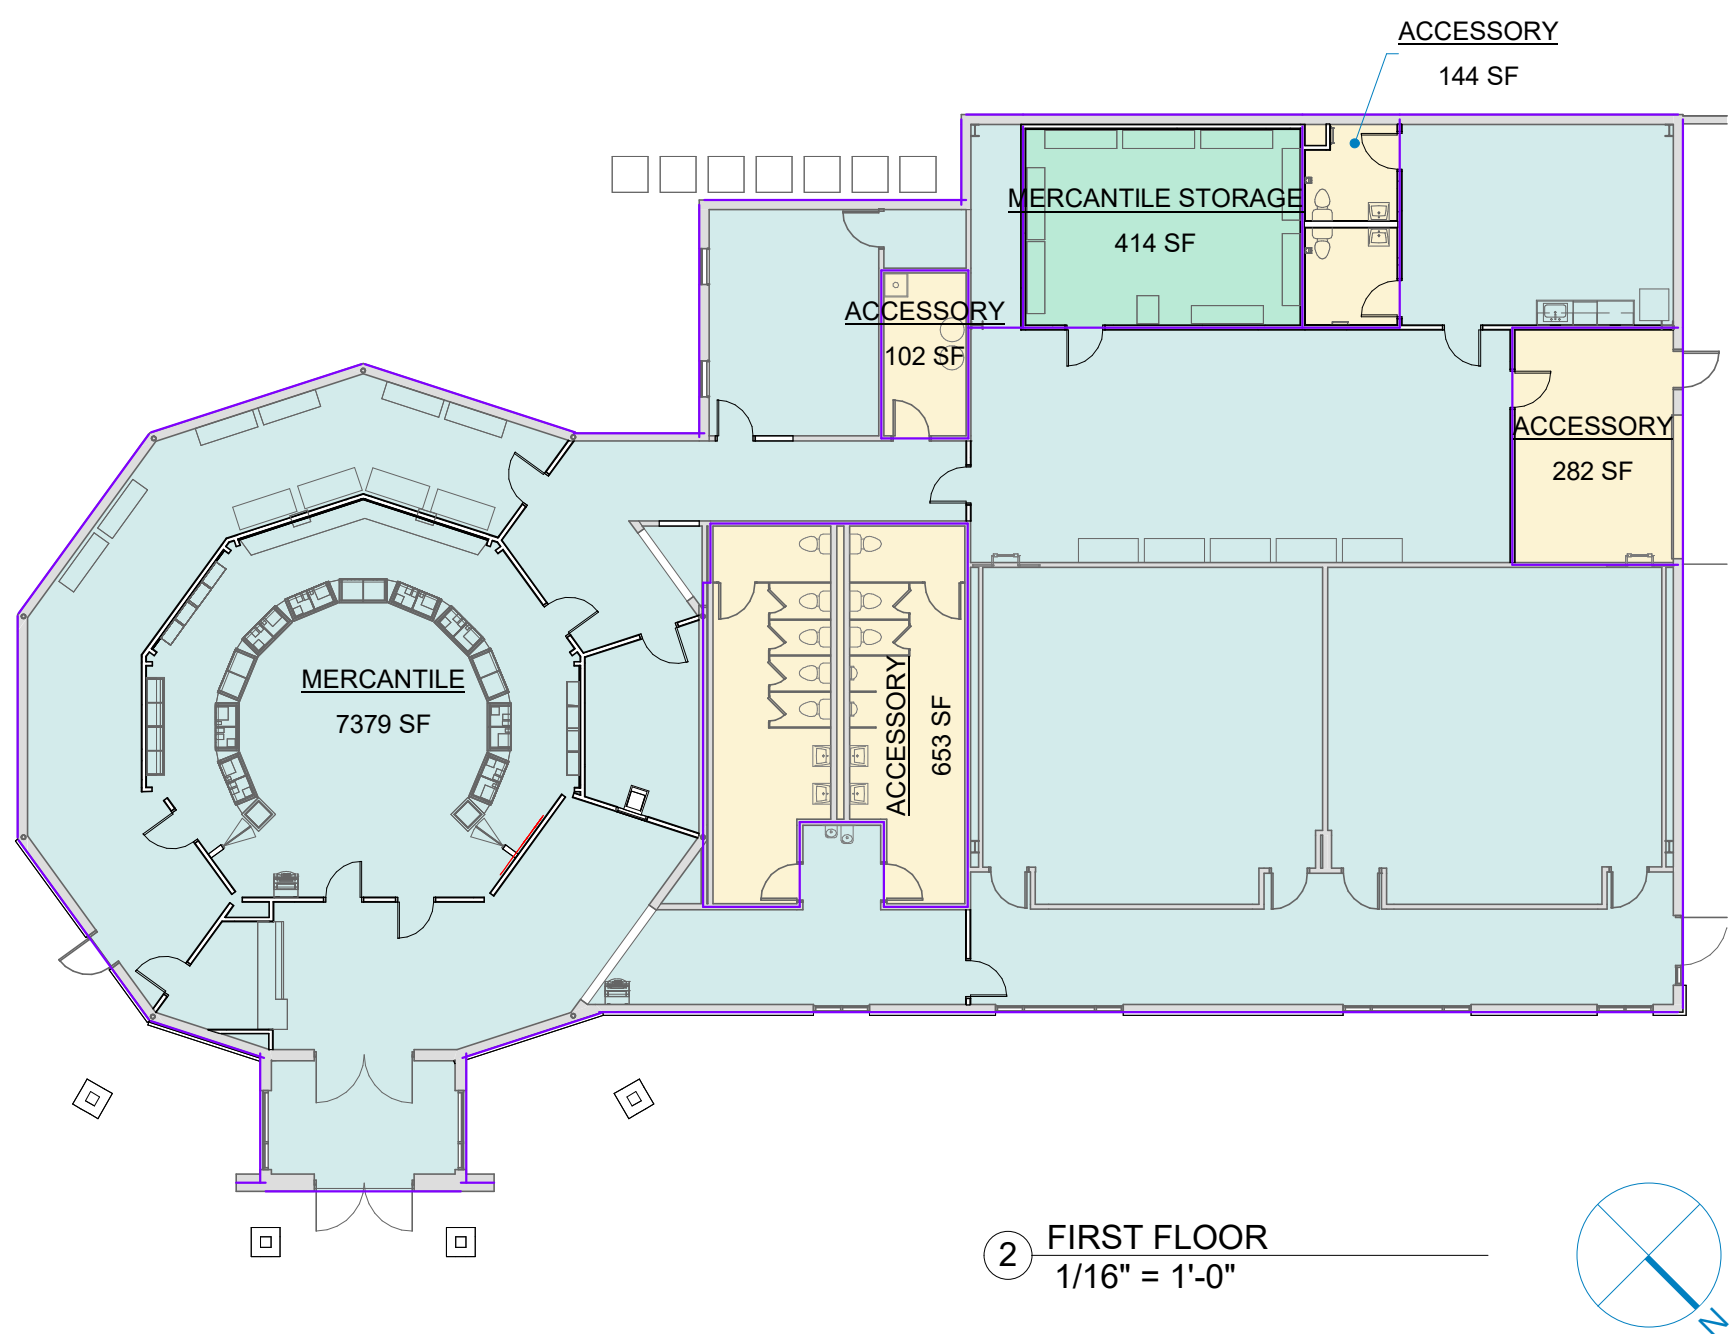 ACCESSORY
144 SF
MERCANTILE STORAGE
414 SF
ACCESSORY
102 SF
ACCESSORY
282 SF
MERCANTILE
7379 SF
ACCESSORY
653 SF
2
FIRST FLOOR
1/16" = 1'-0"
N